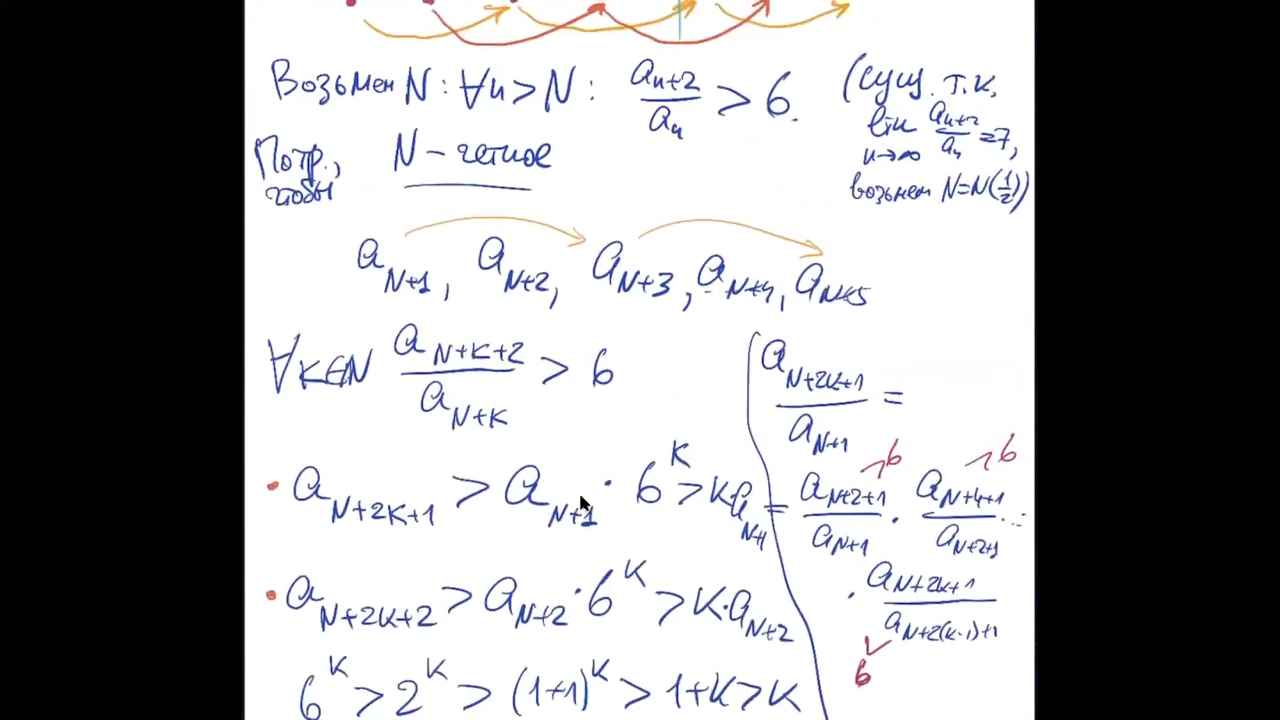 Возьмем N : ∀n > N : a_{n+2}/a_n > 6.
(сущ. т.к. lim_{n→∞} a_{n+2}/a_n = 7,
возьмем N = N(1/2))
Потр., чтобы N – четное
a_{N+1}, a_{N+2}, a_{N+3}, a_{N+4}, a_{N+5}
∀k∈N a_{N+k+2}/a_{N+k} > 6
• a_{N+2k+1} > a_{N+1} · 6^k > k a_{N+1}
• a_{N+2k+2} > a_{N+2} · 6^k > k · a_{N+2}
6^k > 2^k > (1+1)^k > 1+k > k
a_{N+2k+1}/a_{N+1} =
>6 >6
= a_{N+2+1}/a_{N+1} · a_{N+4+1}/a_{N+2+1} ...
· a_{N+2k+1}/a_{N+2(k-1)+1}
∨
6